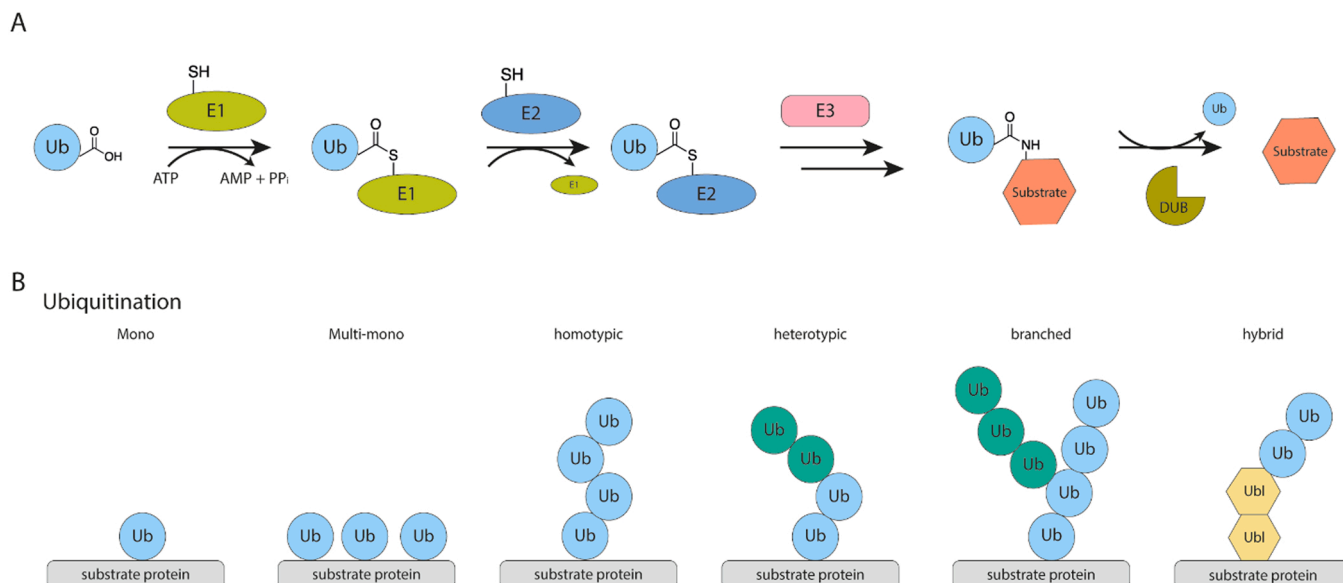 A
SH
E1
Ub
O
OH
ATP
AMP + PPi
Ub
O
S
E1
SH
E2
E1
Ub
O
S
E2
E3
Ub
O
NH
Substrate
Ub
DUB
Substrate
B
Ubiquitination
Mono
Multi-mono
homotypic
heterotypic
branched
hybrid
Ub
substrate protein
Ub Ub Ub
substrate protein
Ub
Ub
Ub
Ub
substrate protein
Ub
Ub
Ub
Ub
substrate protein
Ub
Ub
Ub
Ub
Ub
Ub
Ub
substrate protein
Ub
Ub
Ubl
Ubl
substrate protein